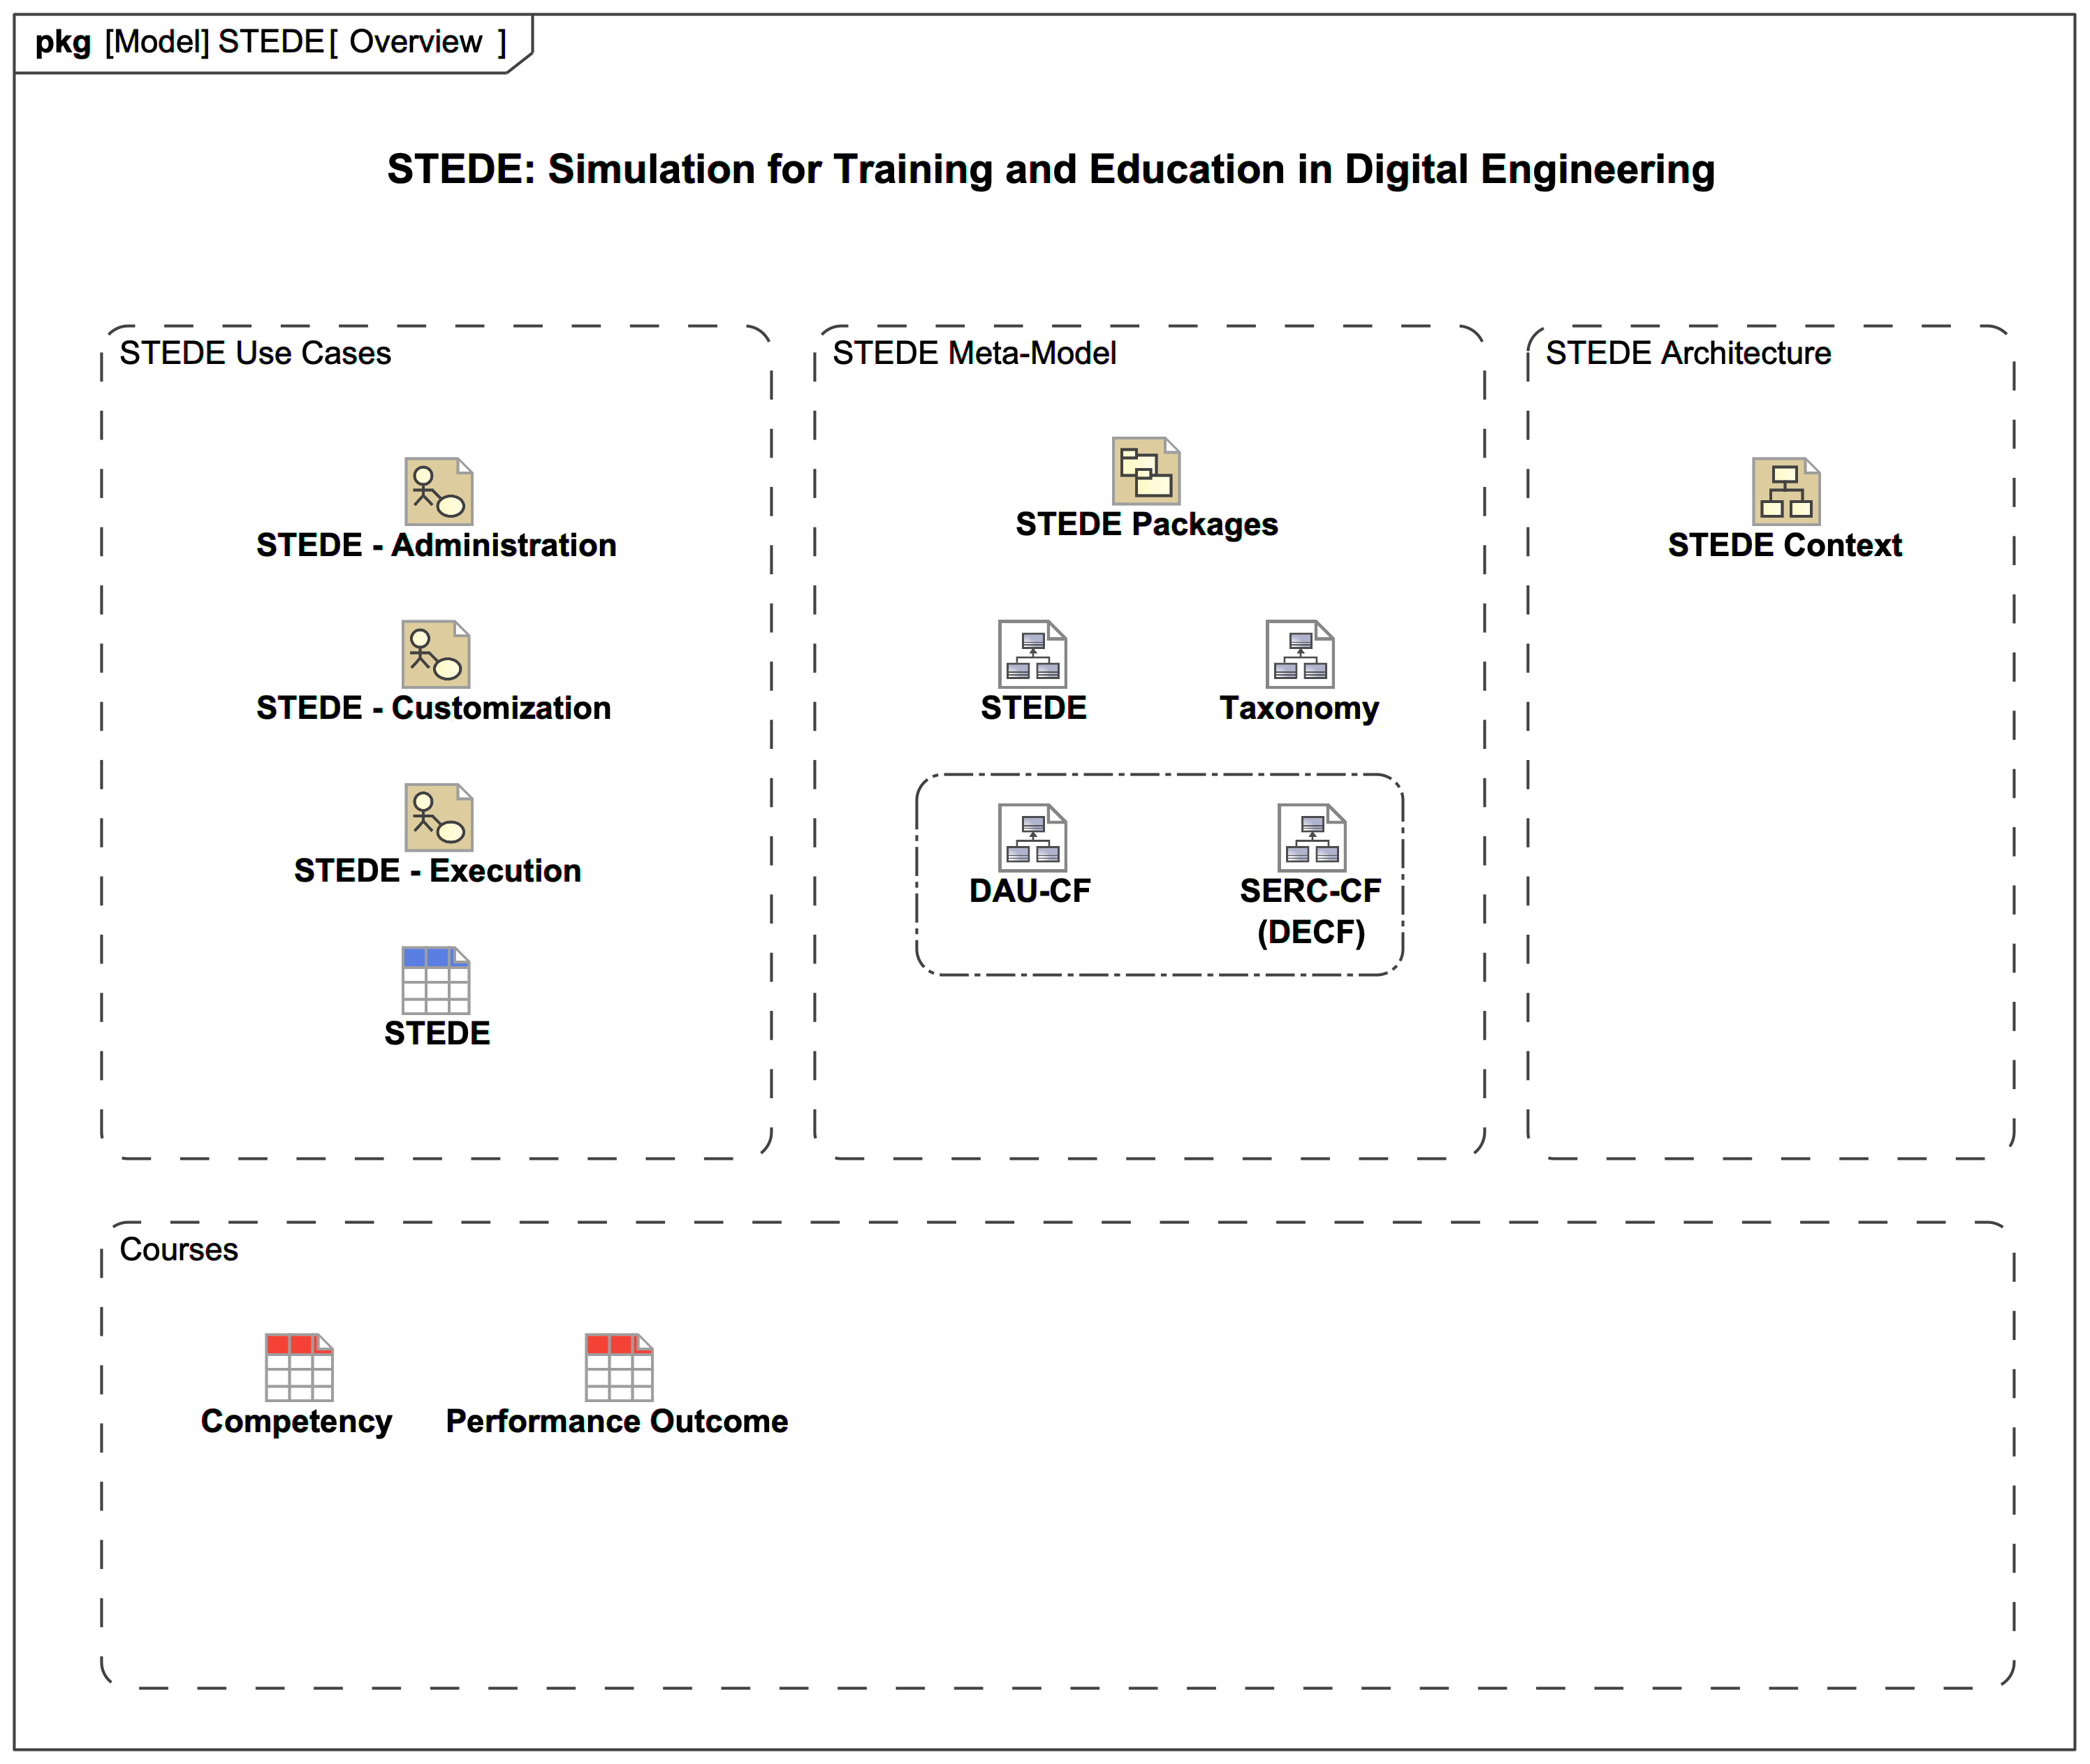 pkg [Model] STEDE[ Overview ]
STEDE: Simulation for Training and Education in Digital Engineering
STEDE Use Cases
STEDE - Administration
STEDE - Customization
STEDE - Execution
STEDE
STEDE Meta-Model
STEDE Packages
STEDE
Taxonomy
DAU-CF
SERC-CF
(DECF)
STEDE Architecture
STEDE Context
Courses
Competency
Performance Outcome